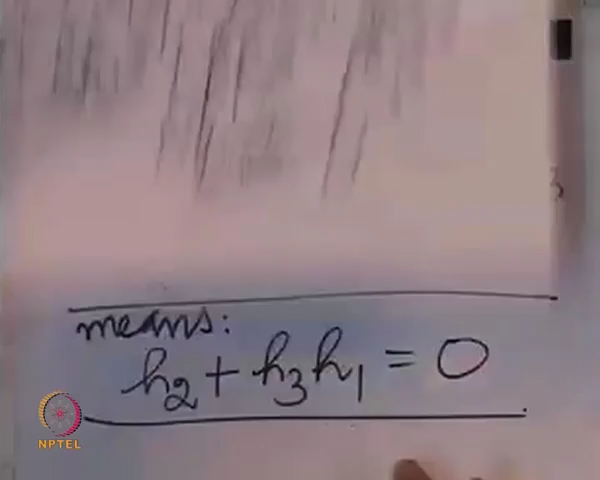 means:
h₂ + h₃h₁ = 0
NPTEL